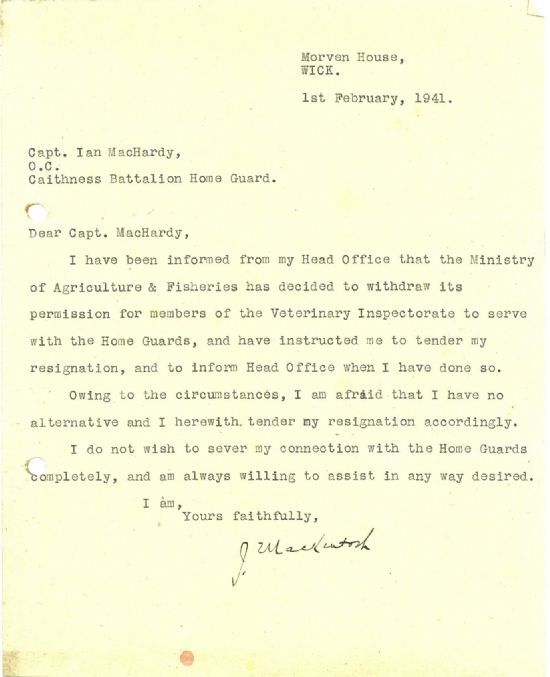 Morven House,
WICK.
1st February, 1941.
Capt. Ian MacHardy,
O.C.
Caithness Battalion Home Guard.
Dear Capt. MacHardy,
I have been informed from my Head Office that the Ministry
of Agriculture & Fisheries has decided to withdraw its
permission for members of the Veterinary Inspectorate to serve
with the Home Guards, and have instructed me to tender my
resignation, and to inform Head Office when I have done so.
Owing to the circumstances, I am afraid that I have no
alternative and I herewith tender my resignation accordingly.
I do not wish to sever my connection with the Home Guards
completely, and am always willing to assist in any way desired.
I am,
Yours faithfully,
J. MacKintosh